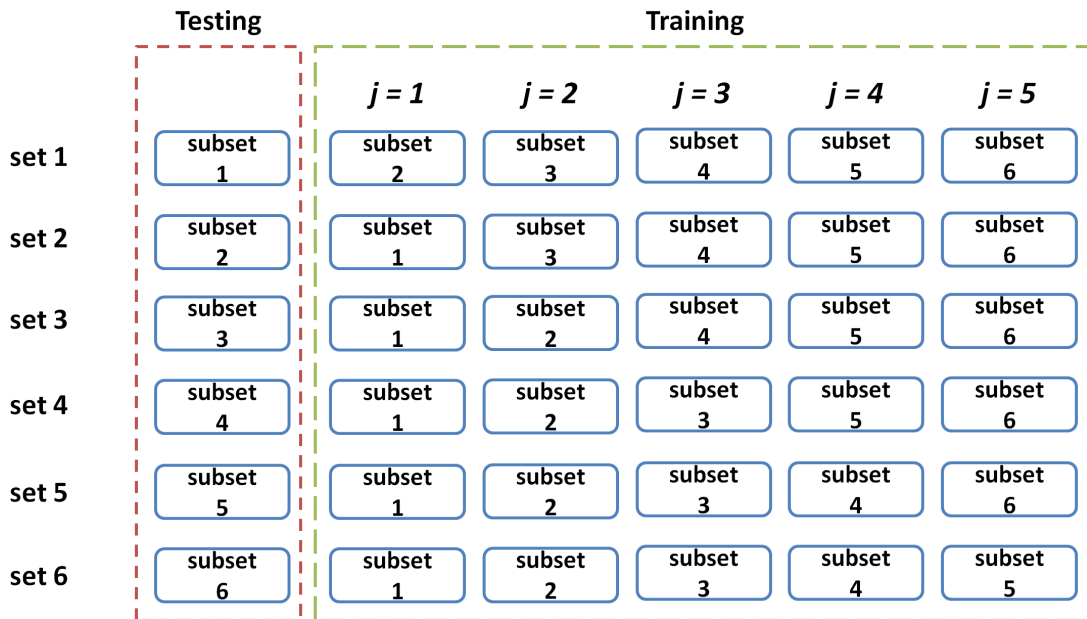 Testing Training
j = 1 j = 2 j = 3 j = 4 j = 5
set 1 subset 1 subset 2 subset 3 subset 4 subset 5 subset 6
set 2 subset 2 subset 1 subset 3 subset 4 subset 5 subset 6
set 3 subset 3 subset 1 subset 2 subset 4 subset 5 subset 6
set 4 subset 4 subset 1 subset 2 subset 3 subset 5 subset 6
set 5 subset 5 subset 1 subset 2 subset 3 subset 4 subset 6
set 6 subset 6 subset 1 subset 2 subset 3 subset 4 subset 5